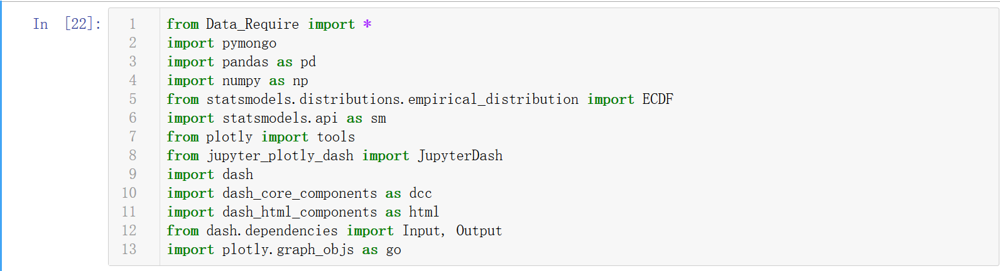 In [22]:
1 from Data_Require import *
2 import pymongo
3 import pandas as pd
4 import numpy as np
5 from statsmodels.distributions.empirical_distribution import ECDF
6 import statsmodels.api as sm
7 from plotly import tools
8 from jupyter_plotly_dash import JupyterDash
9 import dash
10 import dash_core_components as dcc
11 import dash_html_components as html
12 from dash.dependencies import Input, Output
13 import plotly.graph_objs as go